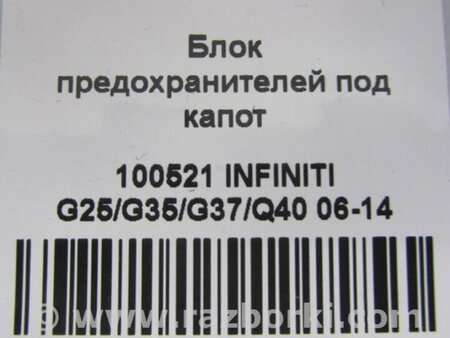 Блок
предохранителей под
капот
100521 INFINITI
G25/G35/G37/Q40 06-14
© www.razborki.com